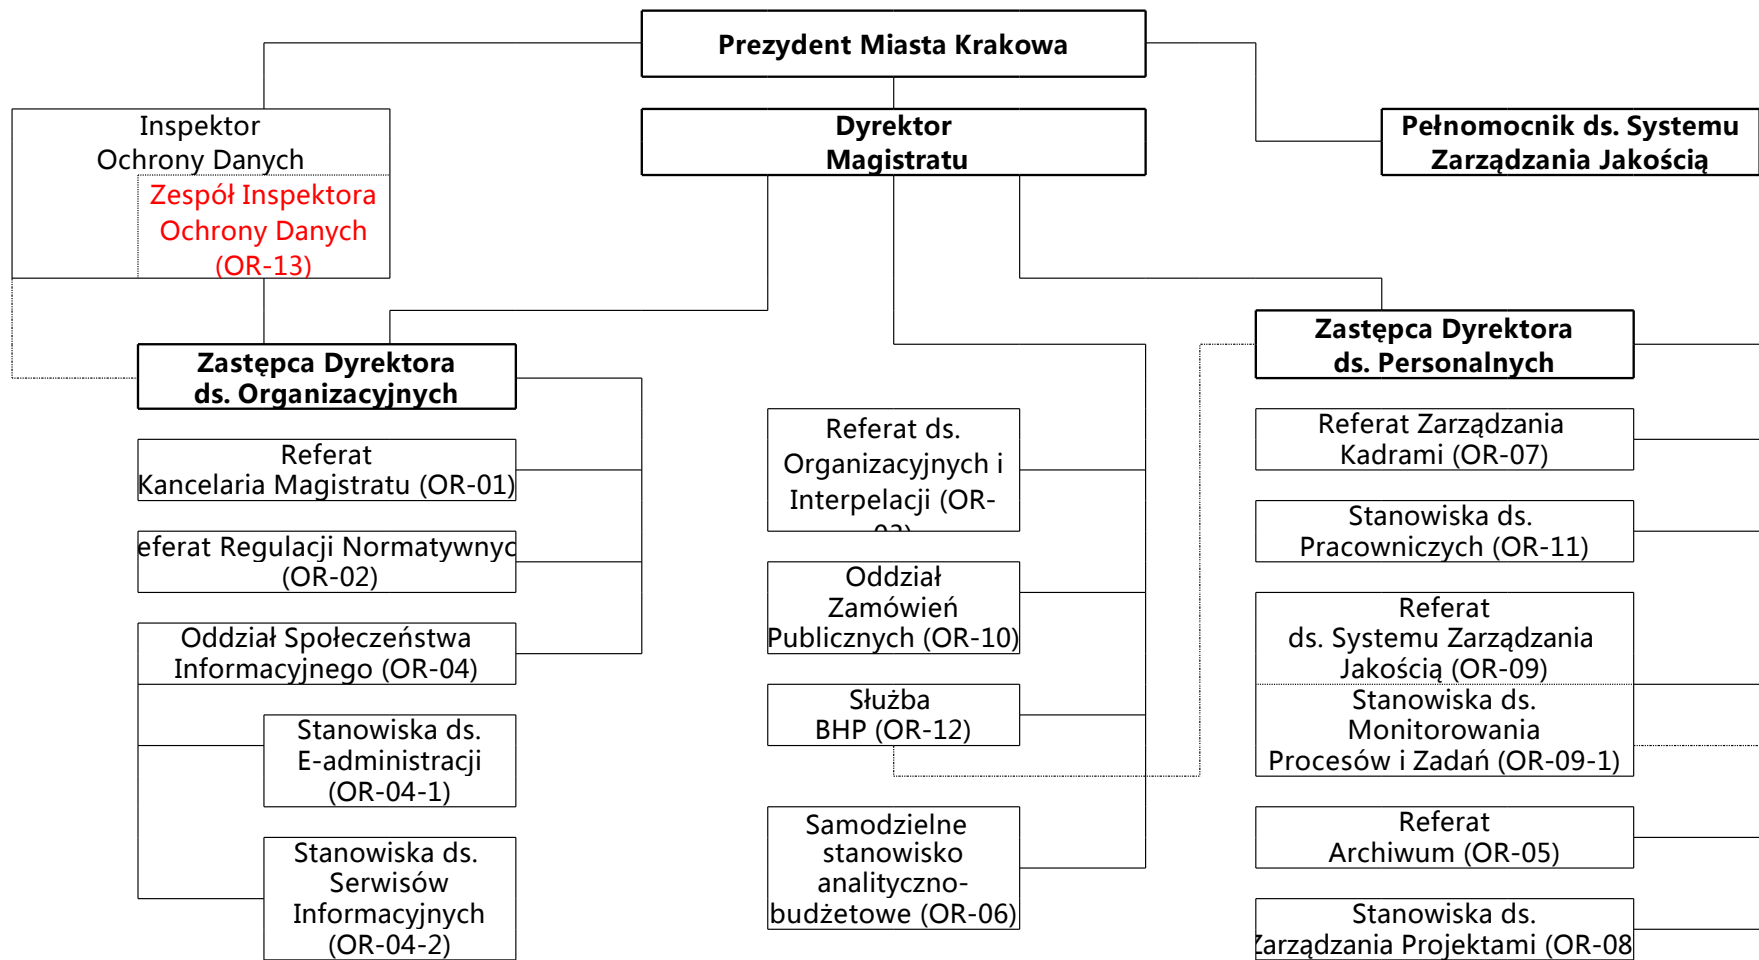 Prezydent Miasta Krakowa
Inspektor
Ochrony Danych
Zespół Inspektora
Ochrony Danych
(OR-13)
Dyrektor
Magistratu
Pełnomocnik ds. Systemu
Zarządzania Jakością
Zastępca Dyrektora
ds. Organizacyjnych
Referat
Kancelaria Magistratu (OR-01)
eferat Regulacji Normatywnyc
(OR-02)
Oddział Społeczeństwa
Informacyjnego (OR-04)
Stanowiska ds.
E-administracji
(OR-04-1)
Stanowiska ds.
Serwisów
Informacyjnych
(OR-04-2)
Referat ds.
Organizacyjnych i
Interpelacji (OR-
Oddział
Zamówień
Publicznych (OR-10)
Służba
BHP (OR-12)
Samodzielne
stanowisko
analityczno-
budżetowe (OR-06)
Zastępca Dyrektora
ds. Personalnych
Referat Zarządzania
Kadrami (OR-07)
Stanowiska ds.
Pracowniczych (OR-11)
Referat
ds. Systemu Zarządzania
Jakością (OR-09)
Stanowiska ds.
Monitorowania
Procesów i Zadań (OR-09-1)
Referat
Archiwum (OR-05)
Stanowiska ds.
Zarządzania Projektami (OR-08